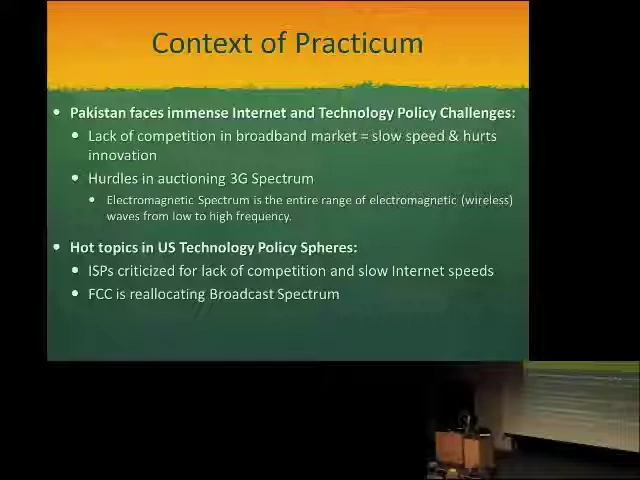 Context of Practicum
• Pakistan faces immense Internet and Technology Policy Challenges:
• Lack of competition in broadband market = slow speed & hurts
innovation
• Hurdles in auctioning 3G Spectrum
• Electromagnetic Spectrum is the entire range of electromagnetic (wireless)
waves from low to high frequency.
• Hot topics in US Technology Policy Spheres:
• ISPs criticized for lack of competition and slow Internet speeds
• FCC is reallocating Broadcast Spectrum